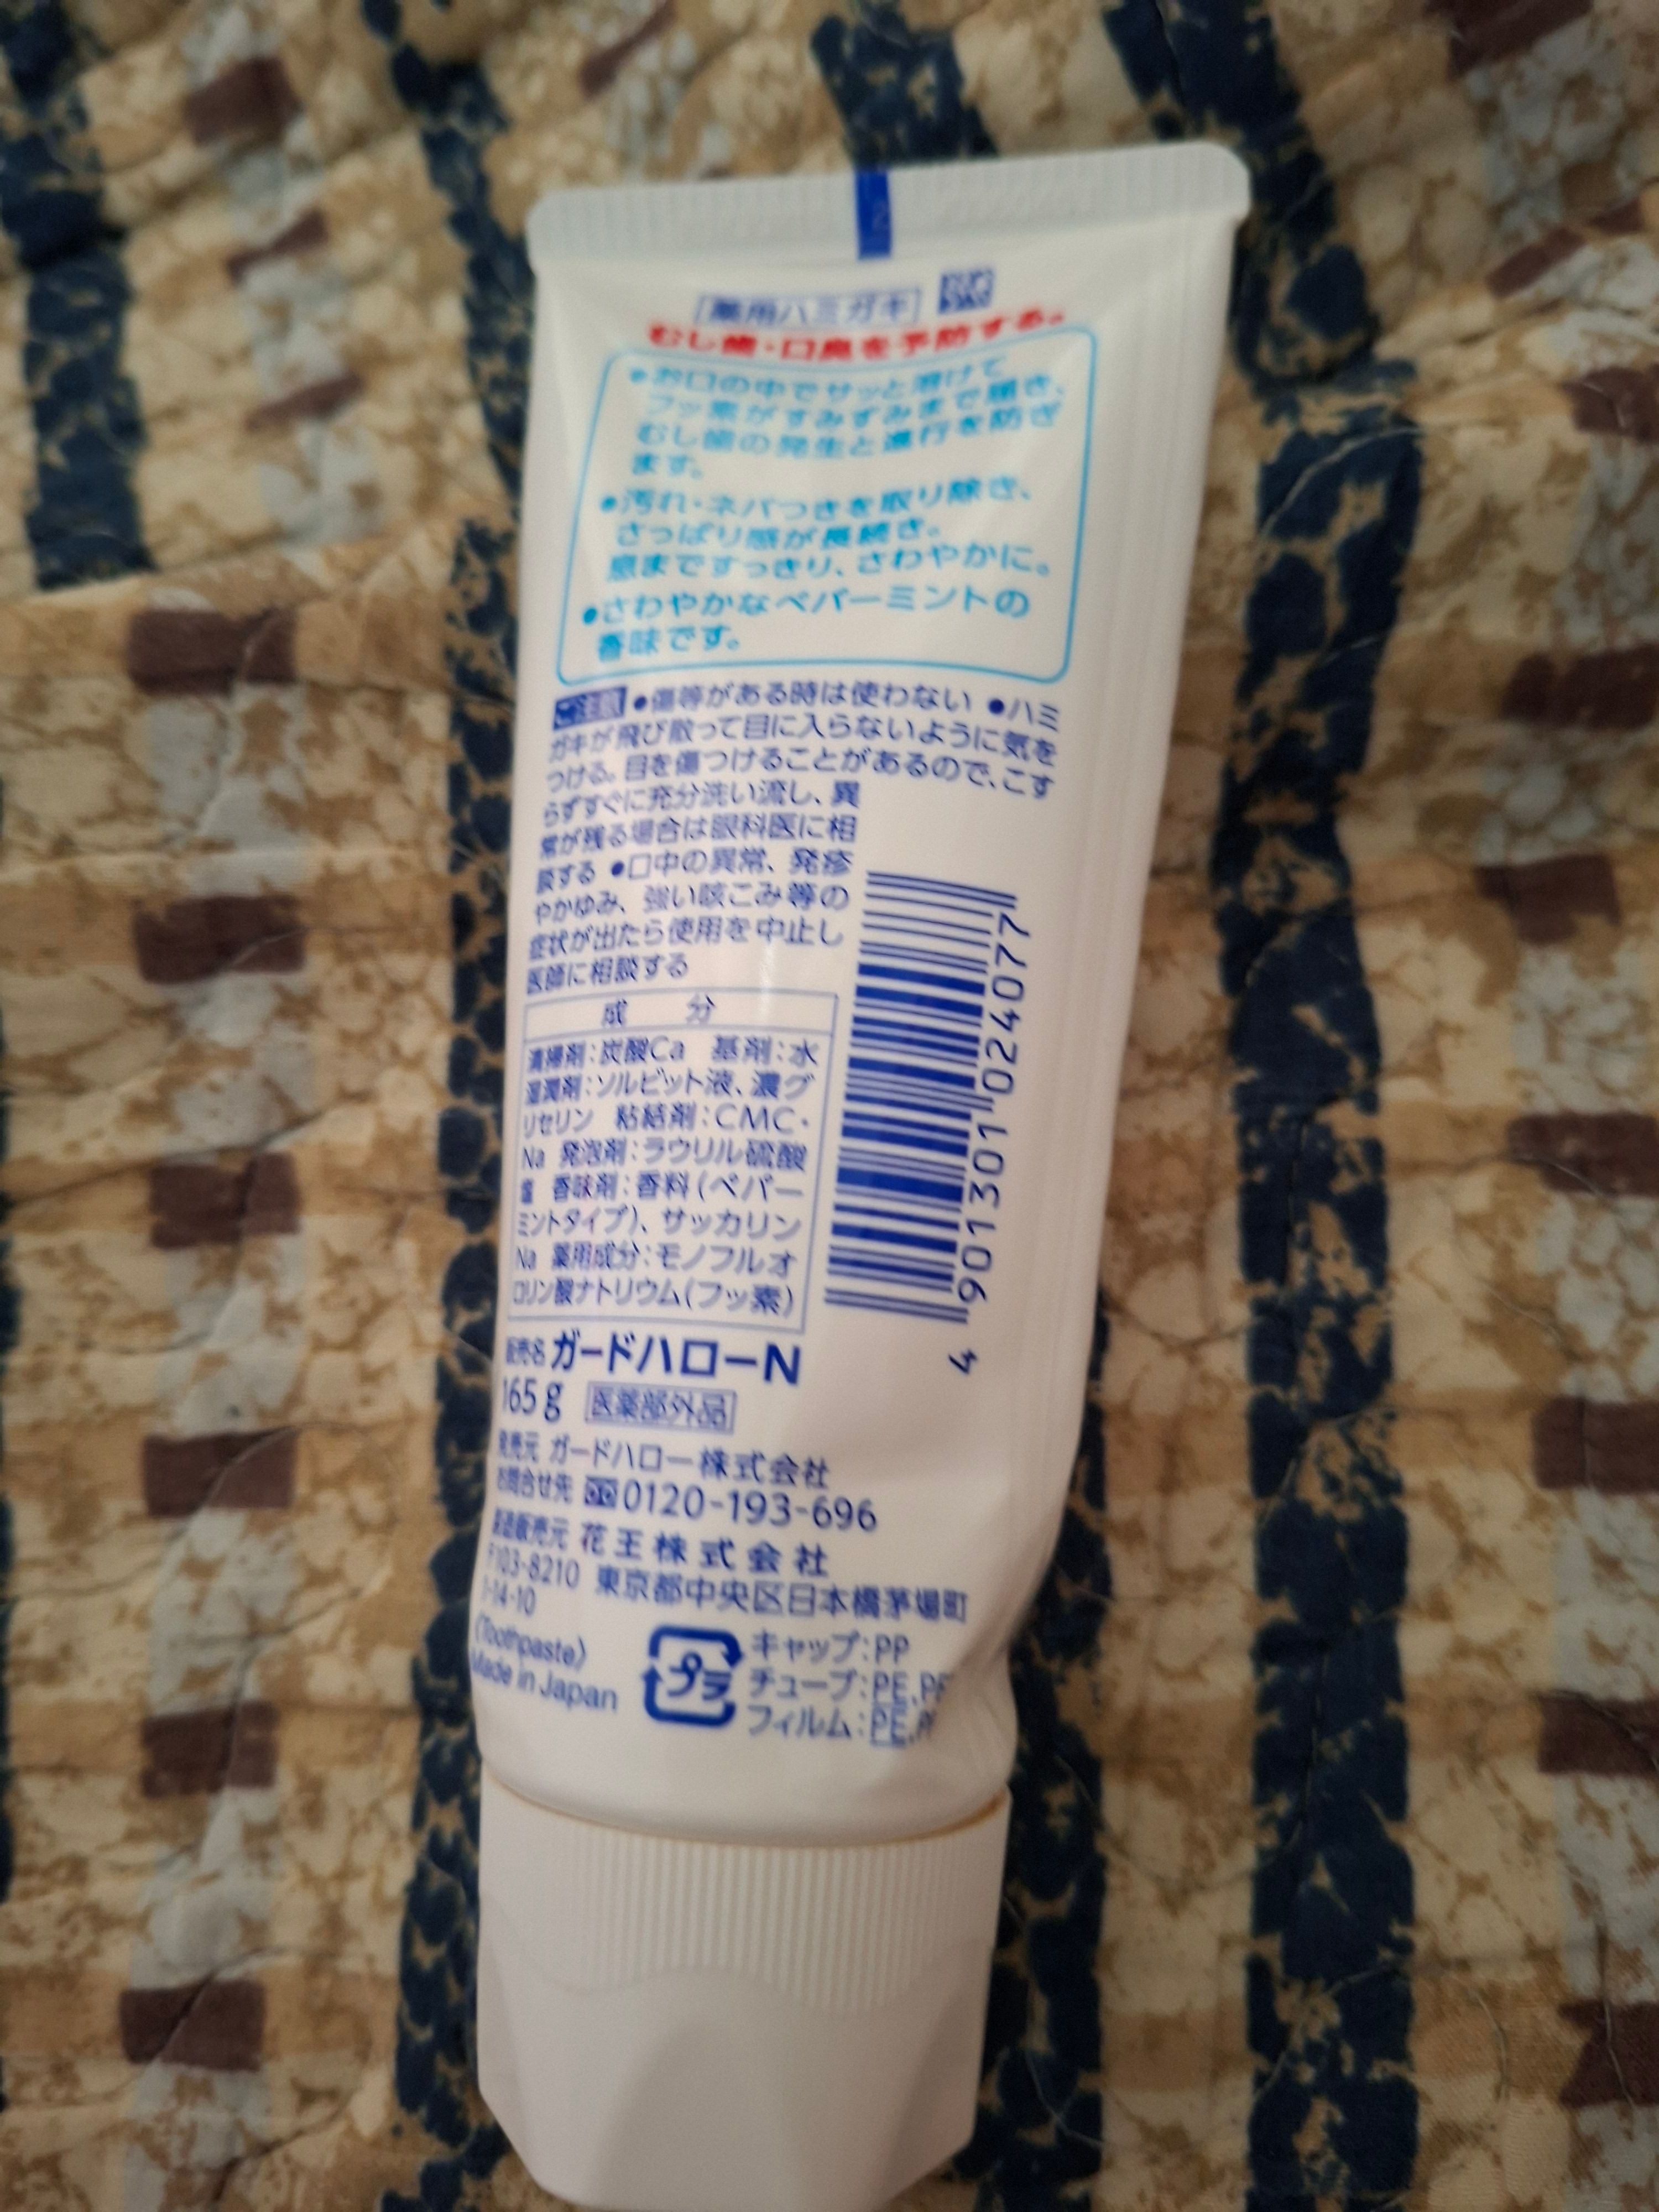 薬用ハミガキ
むし歯・口臭を予防する。
●お口の中でサッと溶けて
フッ素がすみずみまで届き、
むし歯の発生と進行を防ぎ
ます。
●汚れ・ネバつきを取り除き、
さっぱり感が長続き。
息まですっきり、さわやかに。
●さわやかなペパーミントの
香味です。
ご注意 ●傷等がある時は使わない ●ハミ
ガキが飛び散って目に入らないように気を
つける。目を傷つけることがあるので、こす
らずすぐに充分洗い流し、異
常が残る場合は眼科医に相
談する ●口中の異常、発疹
やかゆみ、強い咳こみ等の
症状が出たら使用を中止し
医師に相談する
成 分
清掃剤：炭酸Ca 基剤：水
湿潤剤：ソルビット液、濃グ
リセリン 粘結剤：CMC・
Na 発泡剤：ラウリル硫酸
塩 香味剤：香料（ペパー
ミントタイプ）、サッカリン
Na 薬用成分：モノフルオ
ロリン酸ナトリウム（フッ素）
4 901301 024077
販売名 ガードハローN
165g 医薬部外品
発売元 ガードハロー株式会社
お問合せ先 0120-193-696
製造販売元 花王株式会社
〒103-8210 東京都中央区日本橋茅場町
1-14-10
(Toothpaste)
Made in Japan
プラ
キャップ：PP
チューブ：PE,
フィルム：PE,